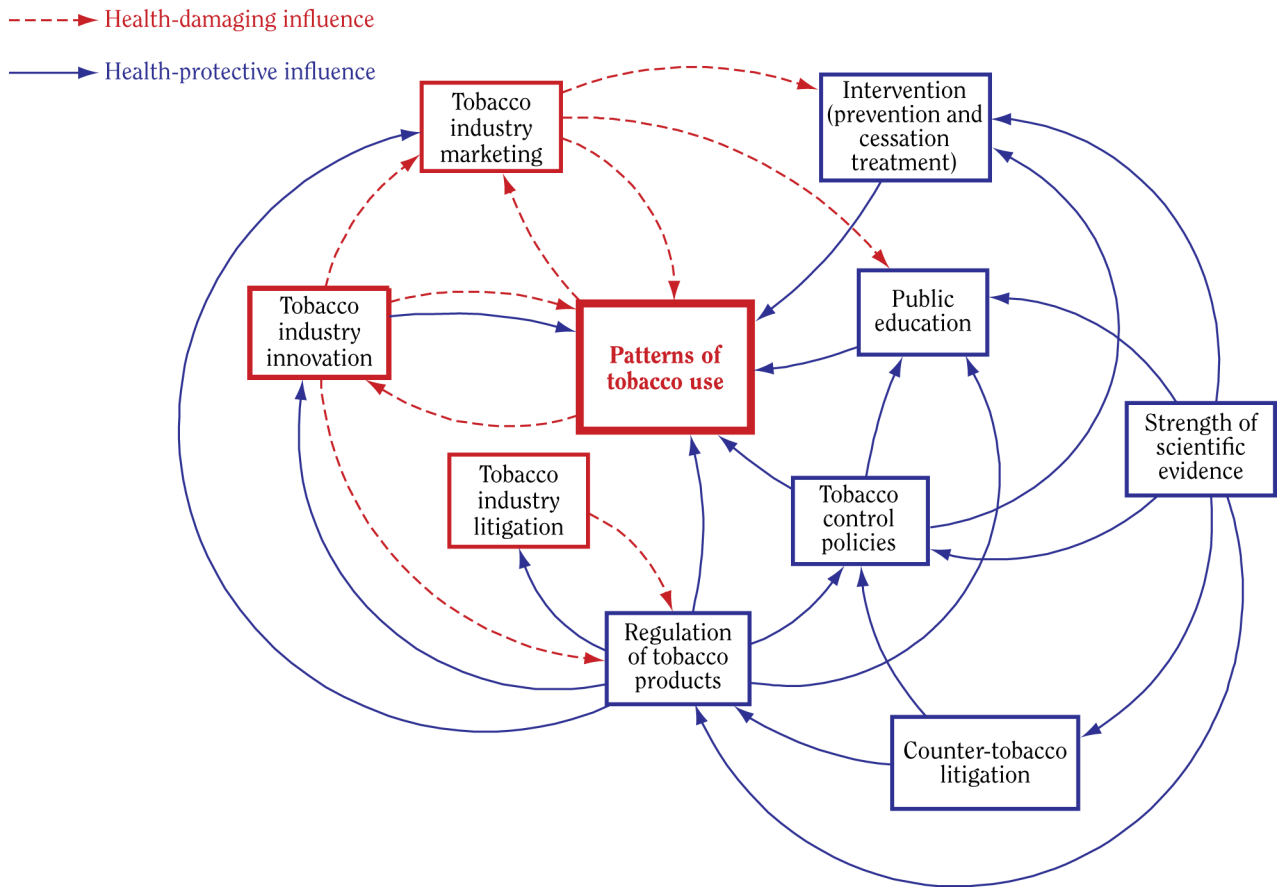 Health-damaging influence
Health-protective influence
Tobacco
industry
marketing
Intervention
(prevention and
cessation
treatment)
Tobacco
industry
innovation
Patterns of
tobacco use
Public
education
Strength of
scientific
evidence
Tobacco
industry
litigation
Tobacco
control
policies
Regulation
of tobacco
products
Counter-tobacco
litigation